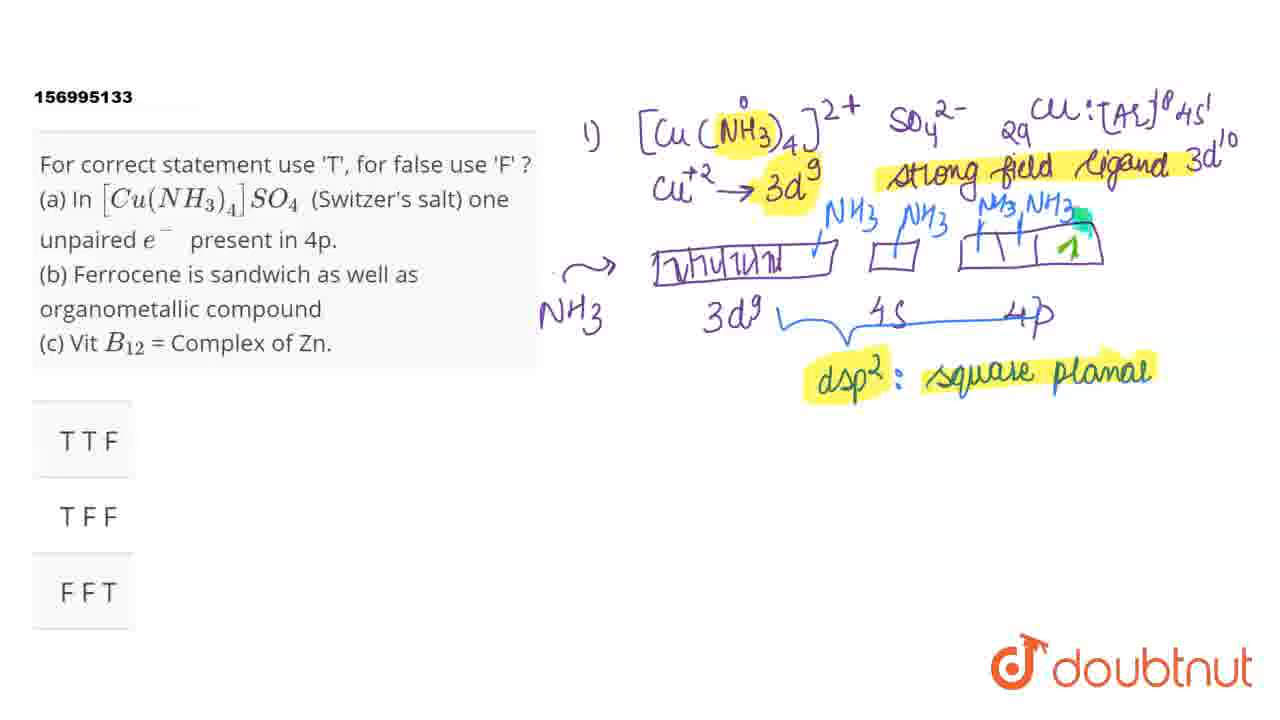 156995133
For correct statement use 'T', for false use 'F' ?
(a) In [Cu(NH₃)₄]SO₄ (Switzer's salt) one
unpaired e⁻ present in 4p.
(b) Ferrocene is sandwich as well as
organometallic compound
(c) Vit B₁₂ = Complex of Zn.
T T F
T F F
F F T
1) [Cu(NH₃)₄]²⁺ SO₄²⁻ ₂₉Cu: [Ar] 4s¹
0
Cu⁺² → 3d⁹ strong field ligand 3d¹⁰
NH₃ NH₃ NH₃ NH₃
NH₃ 3d⁹ 4s 4p
dsp²: square planar
doubtnut